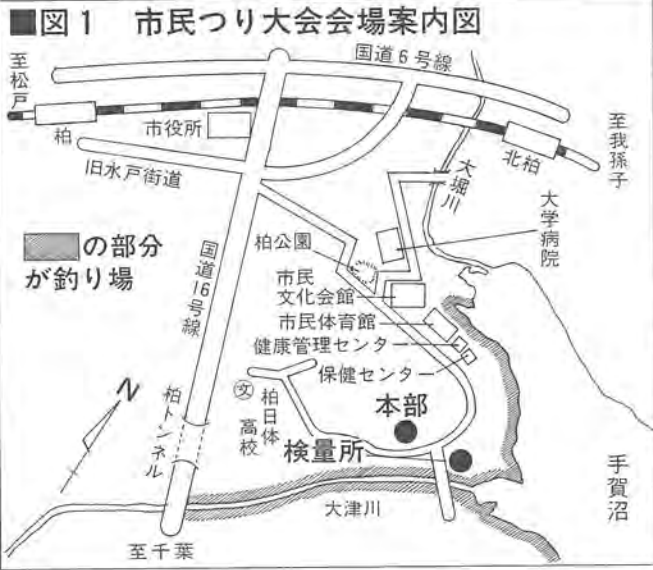 ■図1 市民つり大会会場案内図
国道6号線
至松戸
柏
市役所
旧水戸街道
北柏
至我孫子
大堀川
大学病院
の部分
が釣り場
国道16号線
柏公園
市民
文化会館
市民体育館
健康管理センター
保健センター
N
文
柏日体
高校
本部
検量所
柏トンネル
大津川
手賀沼
至千葉